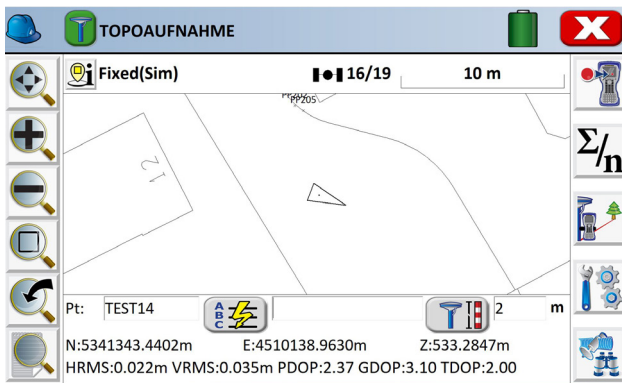 TOPOAUFNAHME
Fixed(Sim) 16/19 10 m
PP205
12
Σ/n
Pt: TEST14 A B C 2 m
N:5341343.4402m E:4510138.9630m Z:533.2847m
HRMS:0.022m VRMS:0.035m PDOP:2.37 GDOP:3.10 TDOP:2.00